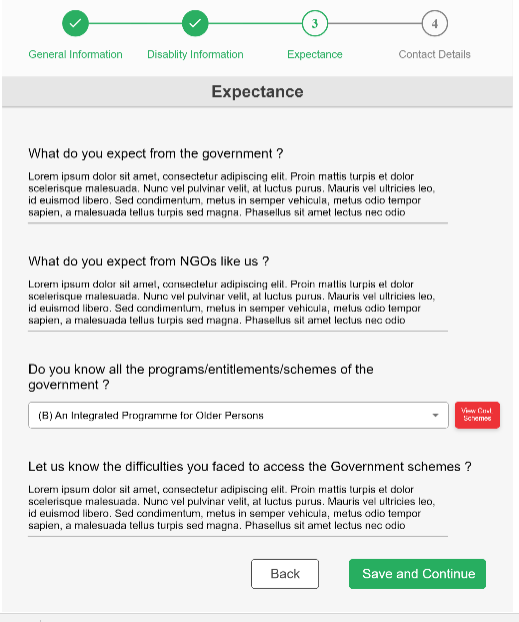 3
4
General Information
Disablity Information
Expectance
Contact Details
Expectance
What do you expect from the government ?
Lorem ipsum dolor sit amet, consectetur adipiscing elit. Proin mattis turpis et dolor
scelerisque malesuada. Nunc vel pulvinar velit, at luctus purus. Mauris vel ultricies leo,
id euismod libero. Sed condimentum, metus in semper vehicula, metus odio tempor
sapien, a malesuada tellus turpis sed magna. Phasellus sit amet lectus nec odio
What do you expect from NGOs like us ?
Lorem ipsum dolor sit amet, consectetur adipiscing elit. Proin mattis turpis et dolor
scelerisque malesuada. Nunc vel pulvinar velit, at luctus purus. Mauris vel ultricies leo,
id euismod libero. Sed condimentum, metus in semper vehicula, metus odio tempor
sapien, a malesuada tellus turpis sed magna. Phasellus sit amet lectus nec odio
Do you know all the programs/entitlements/schemes of the
government ?
(B) An Integrated Programme for Older Persons
View Govt
Schemes
Let us know the difficulties you faced to access the Government schemes ?
Lorem ipsum dolor sit amet, consectetur adipiscing elit. Proin mattis turpis et dolor
scelerisque malesuada. Nunc vel pulvinar velit, at luctus purus. Mauris vel ultricies leo,
id euismod libero. Sed condimentum, metus in semper vehicula, metus odio tempor
sapien, a malesuada tellus turpis sed magna. Phasellus sit amet lectus nec odio
Back
Save and Continue